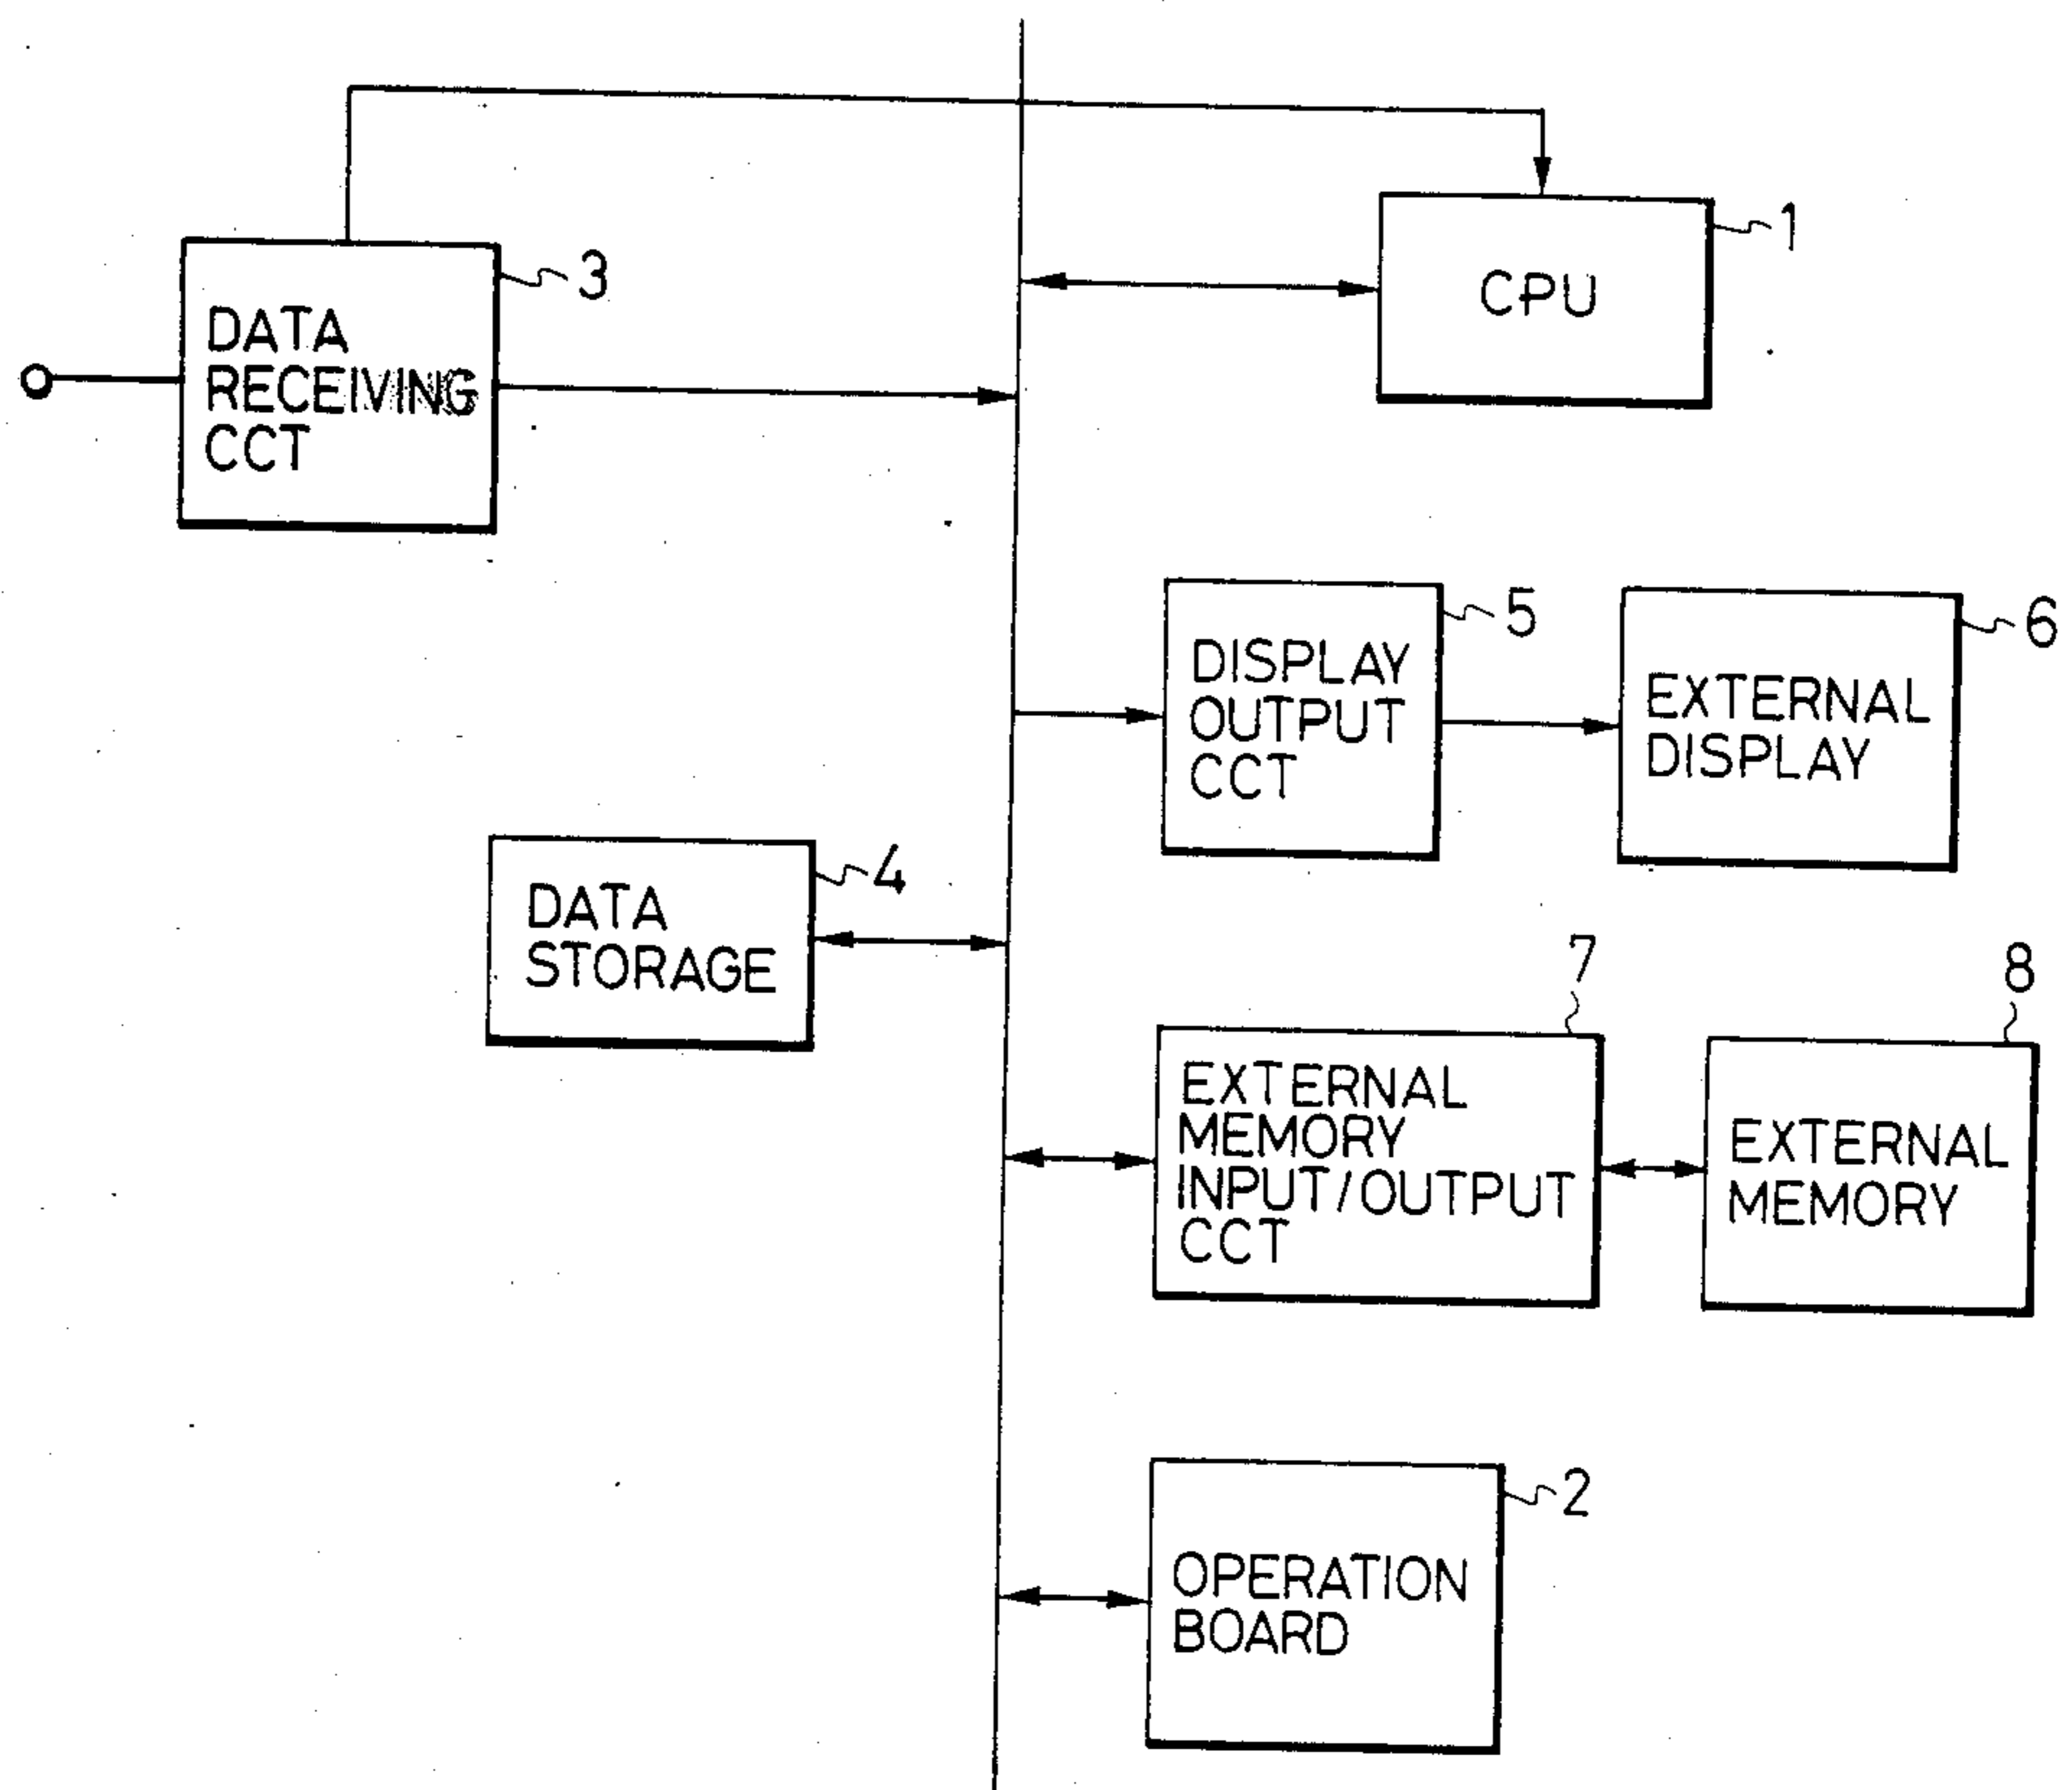 1
CPU
3
DATA
RECEIVING
CCT
5
DISPLAY
OUTPUT
CCT
6
EXTERNAL
DISPLAY
4
DATA
STORAGE
7
EXTERNAL
MEMORY
INPUT/OUTPUT
CCT
8
EXTERNAL
MEMORY
2
OPERATION
BOARD